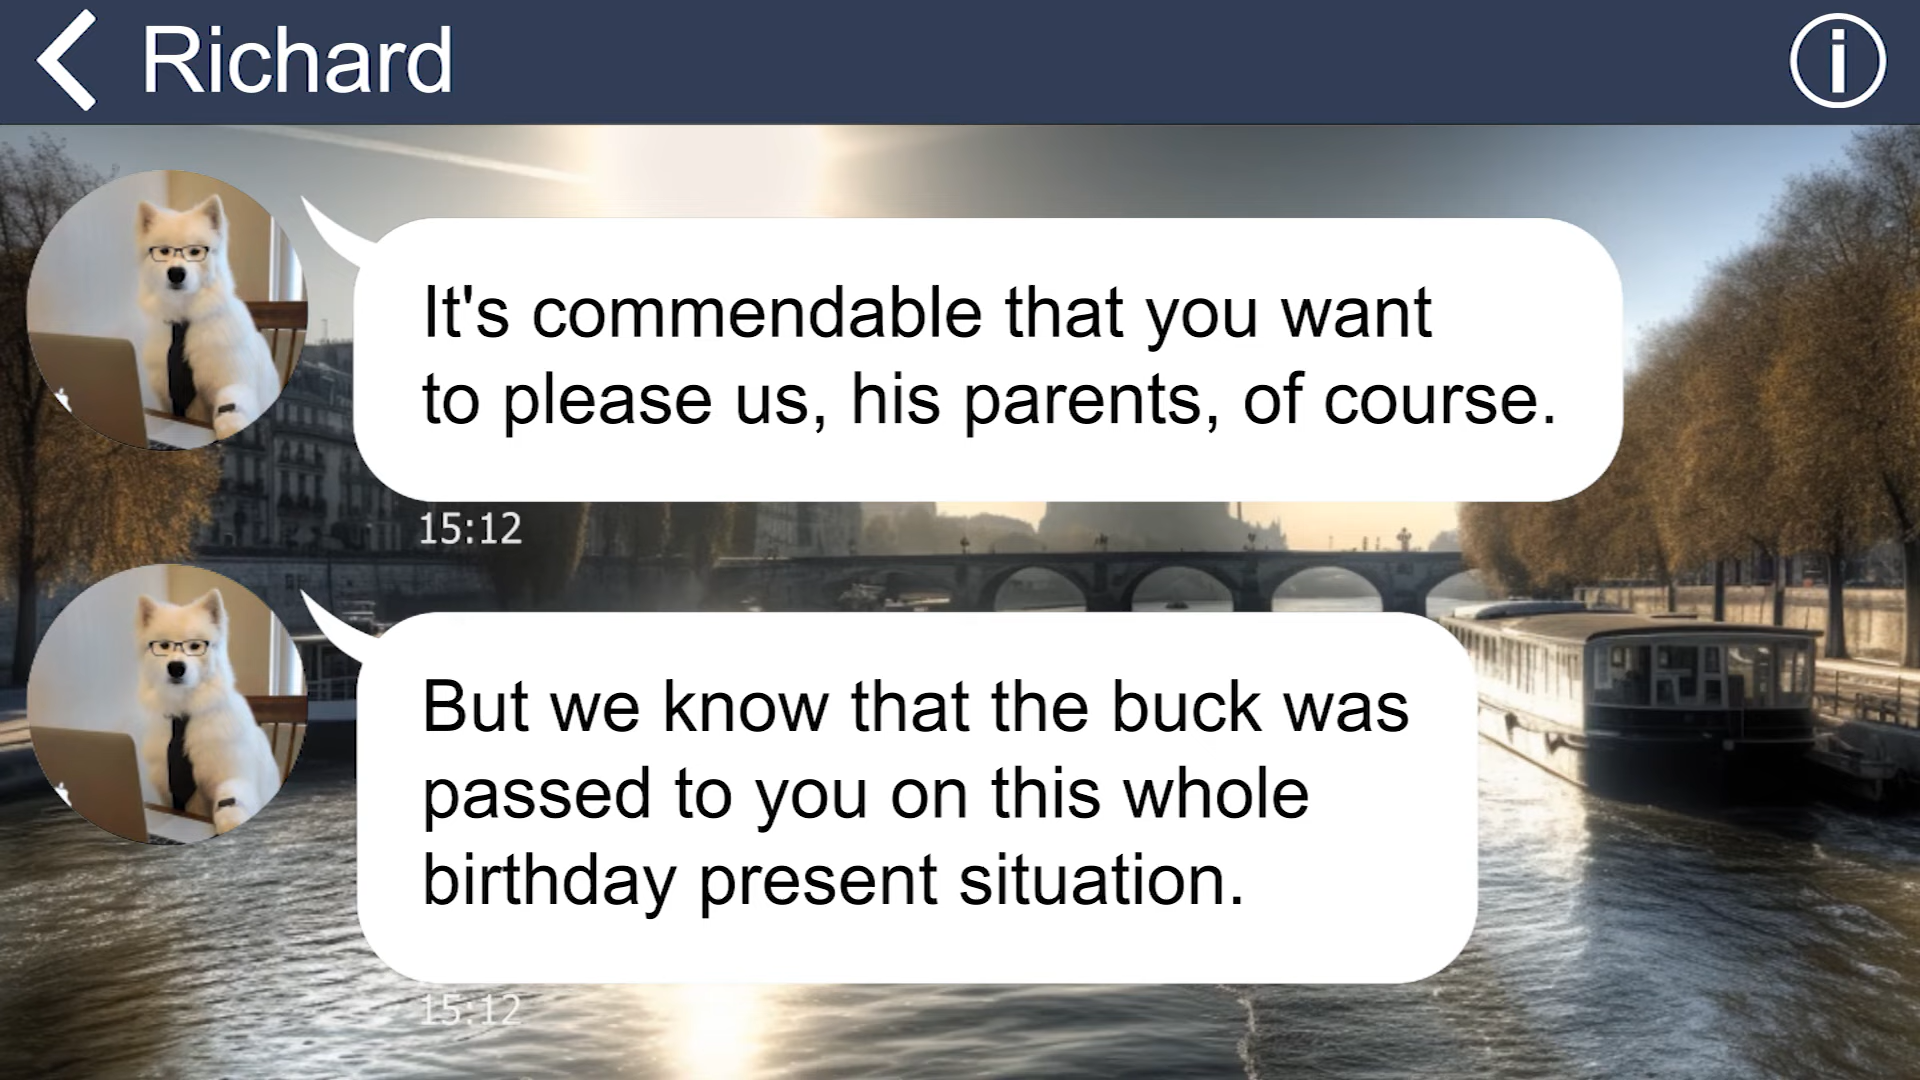 Richard
It's commendable that you want
to please us, his parents, of course.
15:12
But we know that the buck was
passed to you on this whole
birthday present situation.
15:12